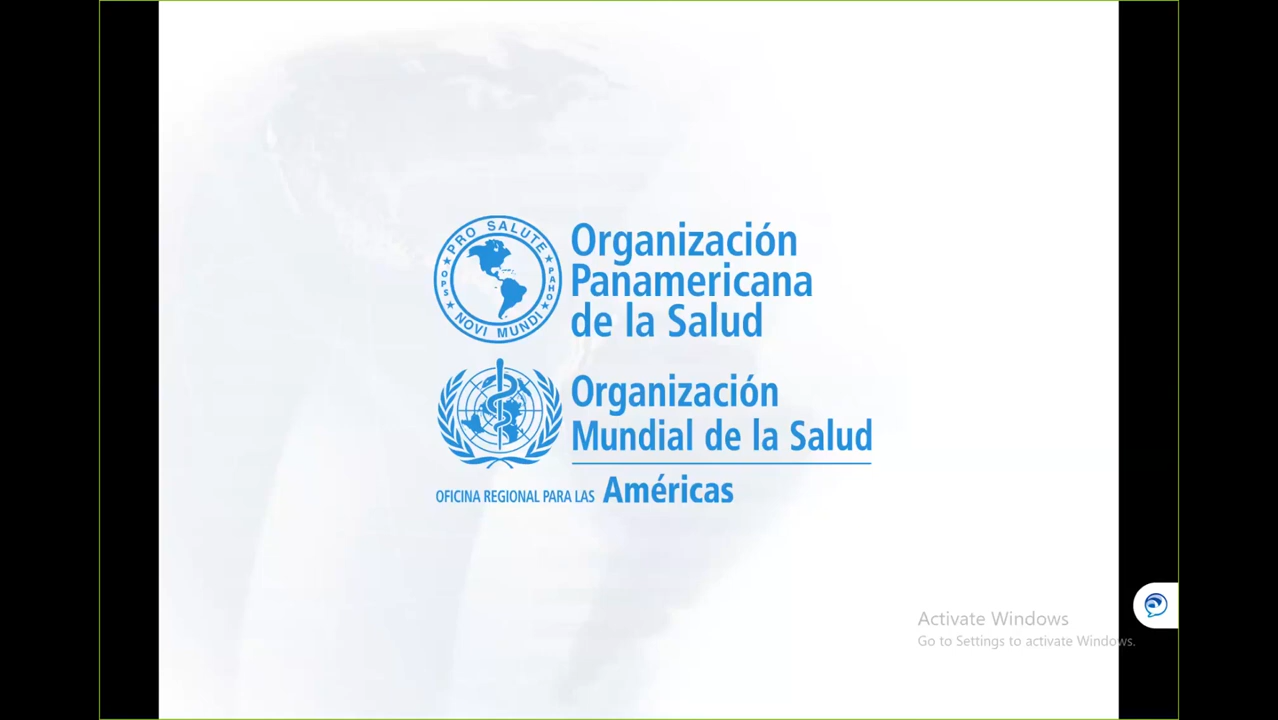 PRO SALUTE
OPS
PAHO
NOVI MUNDI
Organización
Panamericana
de la Salud
Organización
Mundial de la Salud
OFICINA REGIONAL PARA LAS Américas
Activate Windows
Go to Settings to activate Windows.